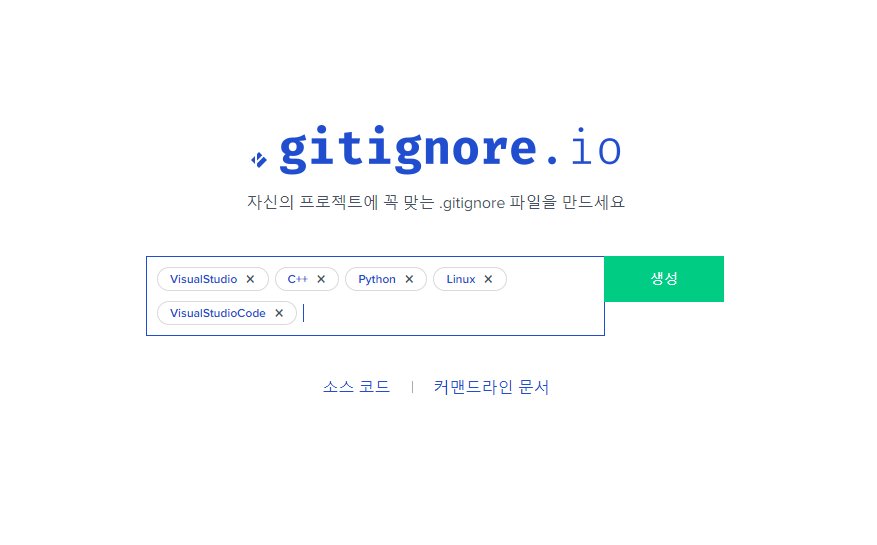 .gitignore.io
자신의 프로젝트에 꼭 맞는 .gitignore 파일을 만드세요
VisualStudio × C++ × Python × Linux ×
VisualStudioCode ×
생성
소스 코드 | 커맨드라인 문서